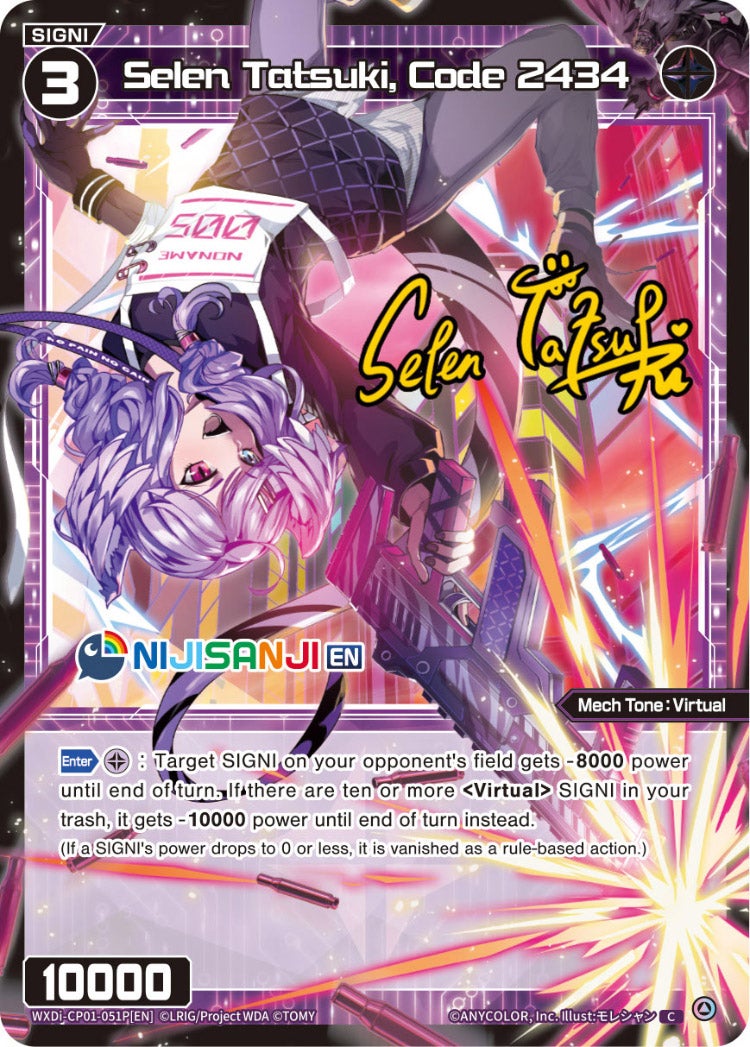 SIGNI
3
Selen Tatsuki, Code 2434
500
NONAME
NO PAIN NO GAIN
Selen Tatsuki
NIJISANJI EN
Mech Tone：Virtual
Enter : Target SIGNI on your opponent's field gets -8000 power
until end of turn. If there are ten or more <Virtual> SIGNI in your
trash, it gets -10000 power until end of turn instead.
(If a SIGNI's power drops to 0 or less, it is vanished as a rule-based action.)
10000
WXDi-CP01-051P[EN] ©LRIG/Project WDA ©TOMY
©ANYCOLOR, Inc. Illust:モレシャン C